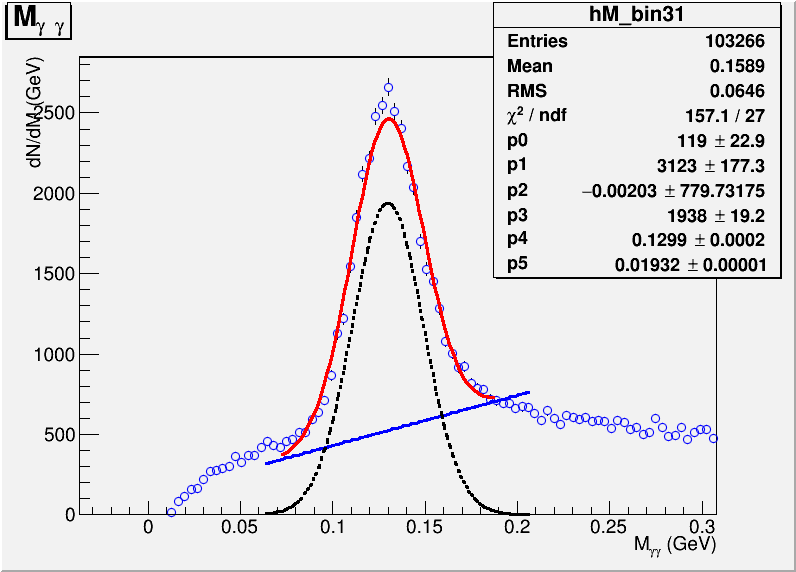 M_γ γ
hM_bin31
Entries 103266
Mean 0.1589
RMS 0.0646
χ² / ndf 157.1 / 27
p0 119 ± 22.9
p1 3123 ± 177.3
p2 −0.00203 ± 779.73175
p3 1938 ± 19.2
p4 0.1299 ± 0.0002
p5 0.01932 ± 0.00001
dN/dM (GeV)
2500
2000
1500
1000
500
0
0 0.05 0.1 0.15 0.2 0.25 0.3
M_γγ (GeV)